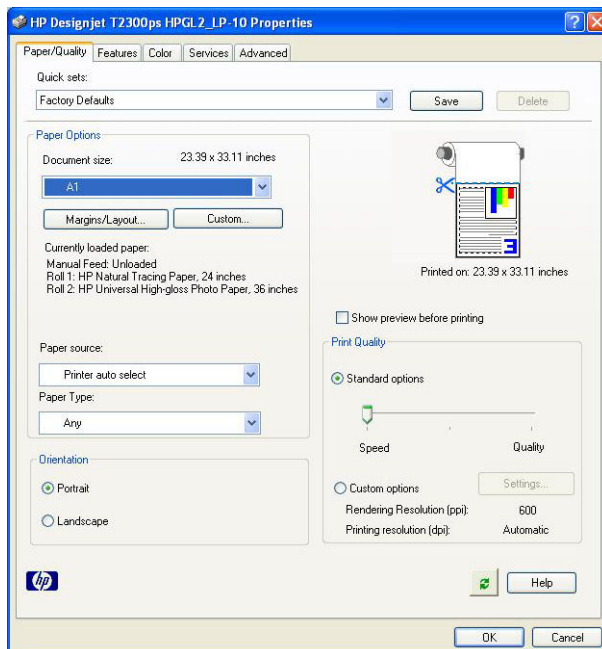 HP Designjet T2300ps HPGL2_LP-10 Properties
Paper/Quality Features Color Services Advanced
Quick sets:
Factory Defaults
Save
Delete
Paper Options
Document size: 23.39 x 33.11 inches
A1
Margins/Layout...
Custom...
Currently loaded paper:
Manual Feed: Unloaded
Roll 1: HP Natural Tracing Paper, 24 inches
Roll 2: HP Universal High-gloss Photo Paper, 36 inches
Paper source:
Printer auto select
Paper Type:
Any
Orientation
Portrait
Landscape
3
Printed on: 23.39 x 33.11 inches
Show preview before printing
Print Quality
Standard options
Speed Quality
Custom options
Settings...
Rendering Resolution (ppi): 600
Printing resolution (dpi): Automatic
hp
Help
OK
Cancel